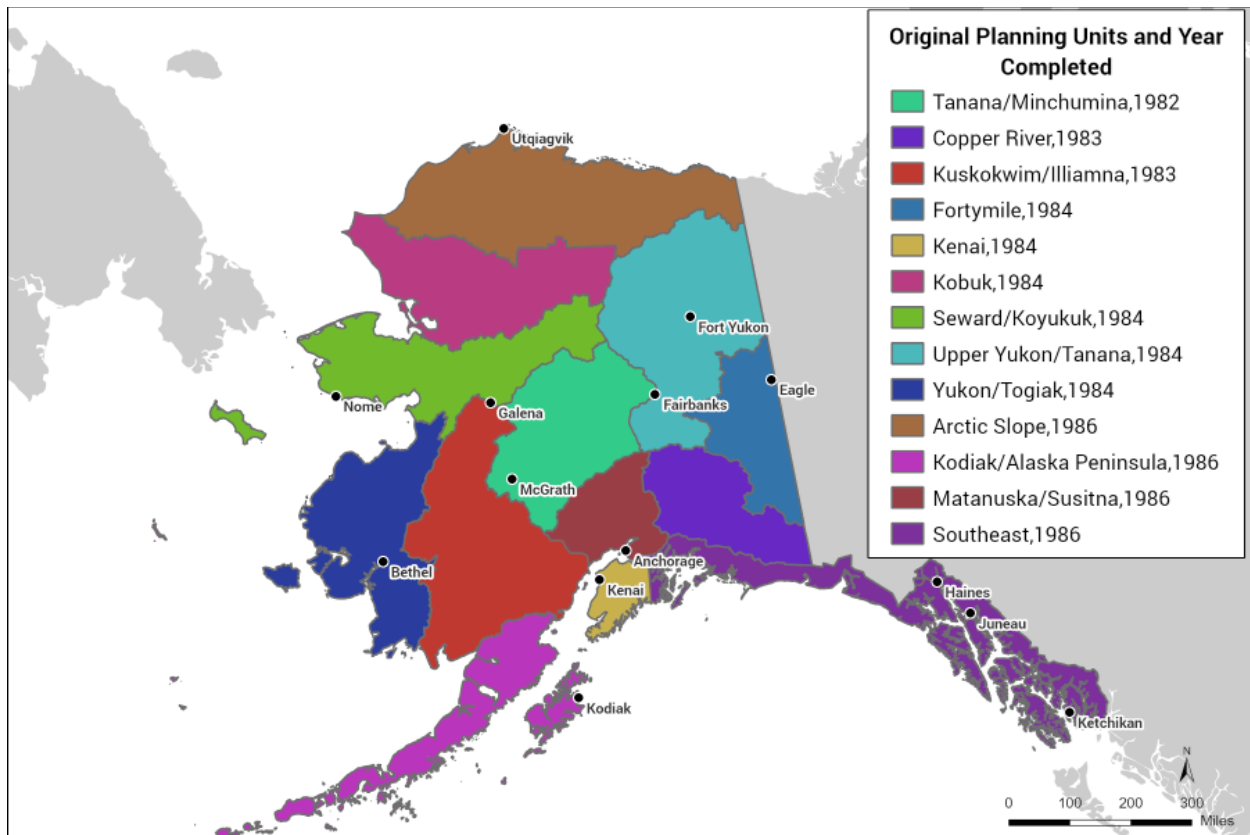 Original Planning Units and Year
Completed
Tanana/Minchumina,1982
Copper River,1983
Kuskokwim/Illiamna,1983
Fortymile,1984
Kenai,1984
Kobuk,1984
Seward/Koyukuk,1984
Upper Yukon/Tanana,1984
Yukon/Togiak,1984
Arctic Slope,1986
Kodiak/Alaska Peninsula,1986
Matanuska/Susitna,1986
Southeast,1986
Utqiagvik
Fort Yukon
Eagle
Nome
Galena
Fairbanks
McGrath
Bethel
Anchorage
Kenai
Haines
Juneau
Kodiak
Ketchikan
N
0 100 200 300
Miles